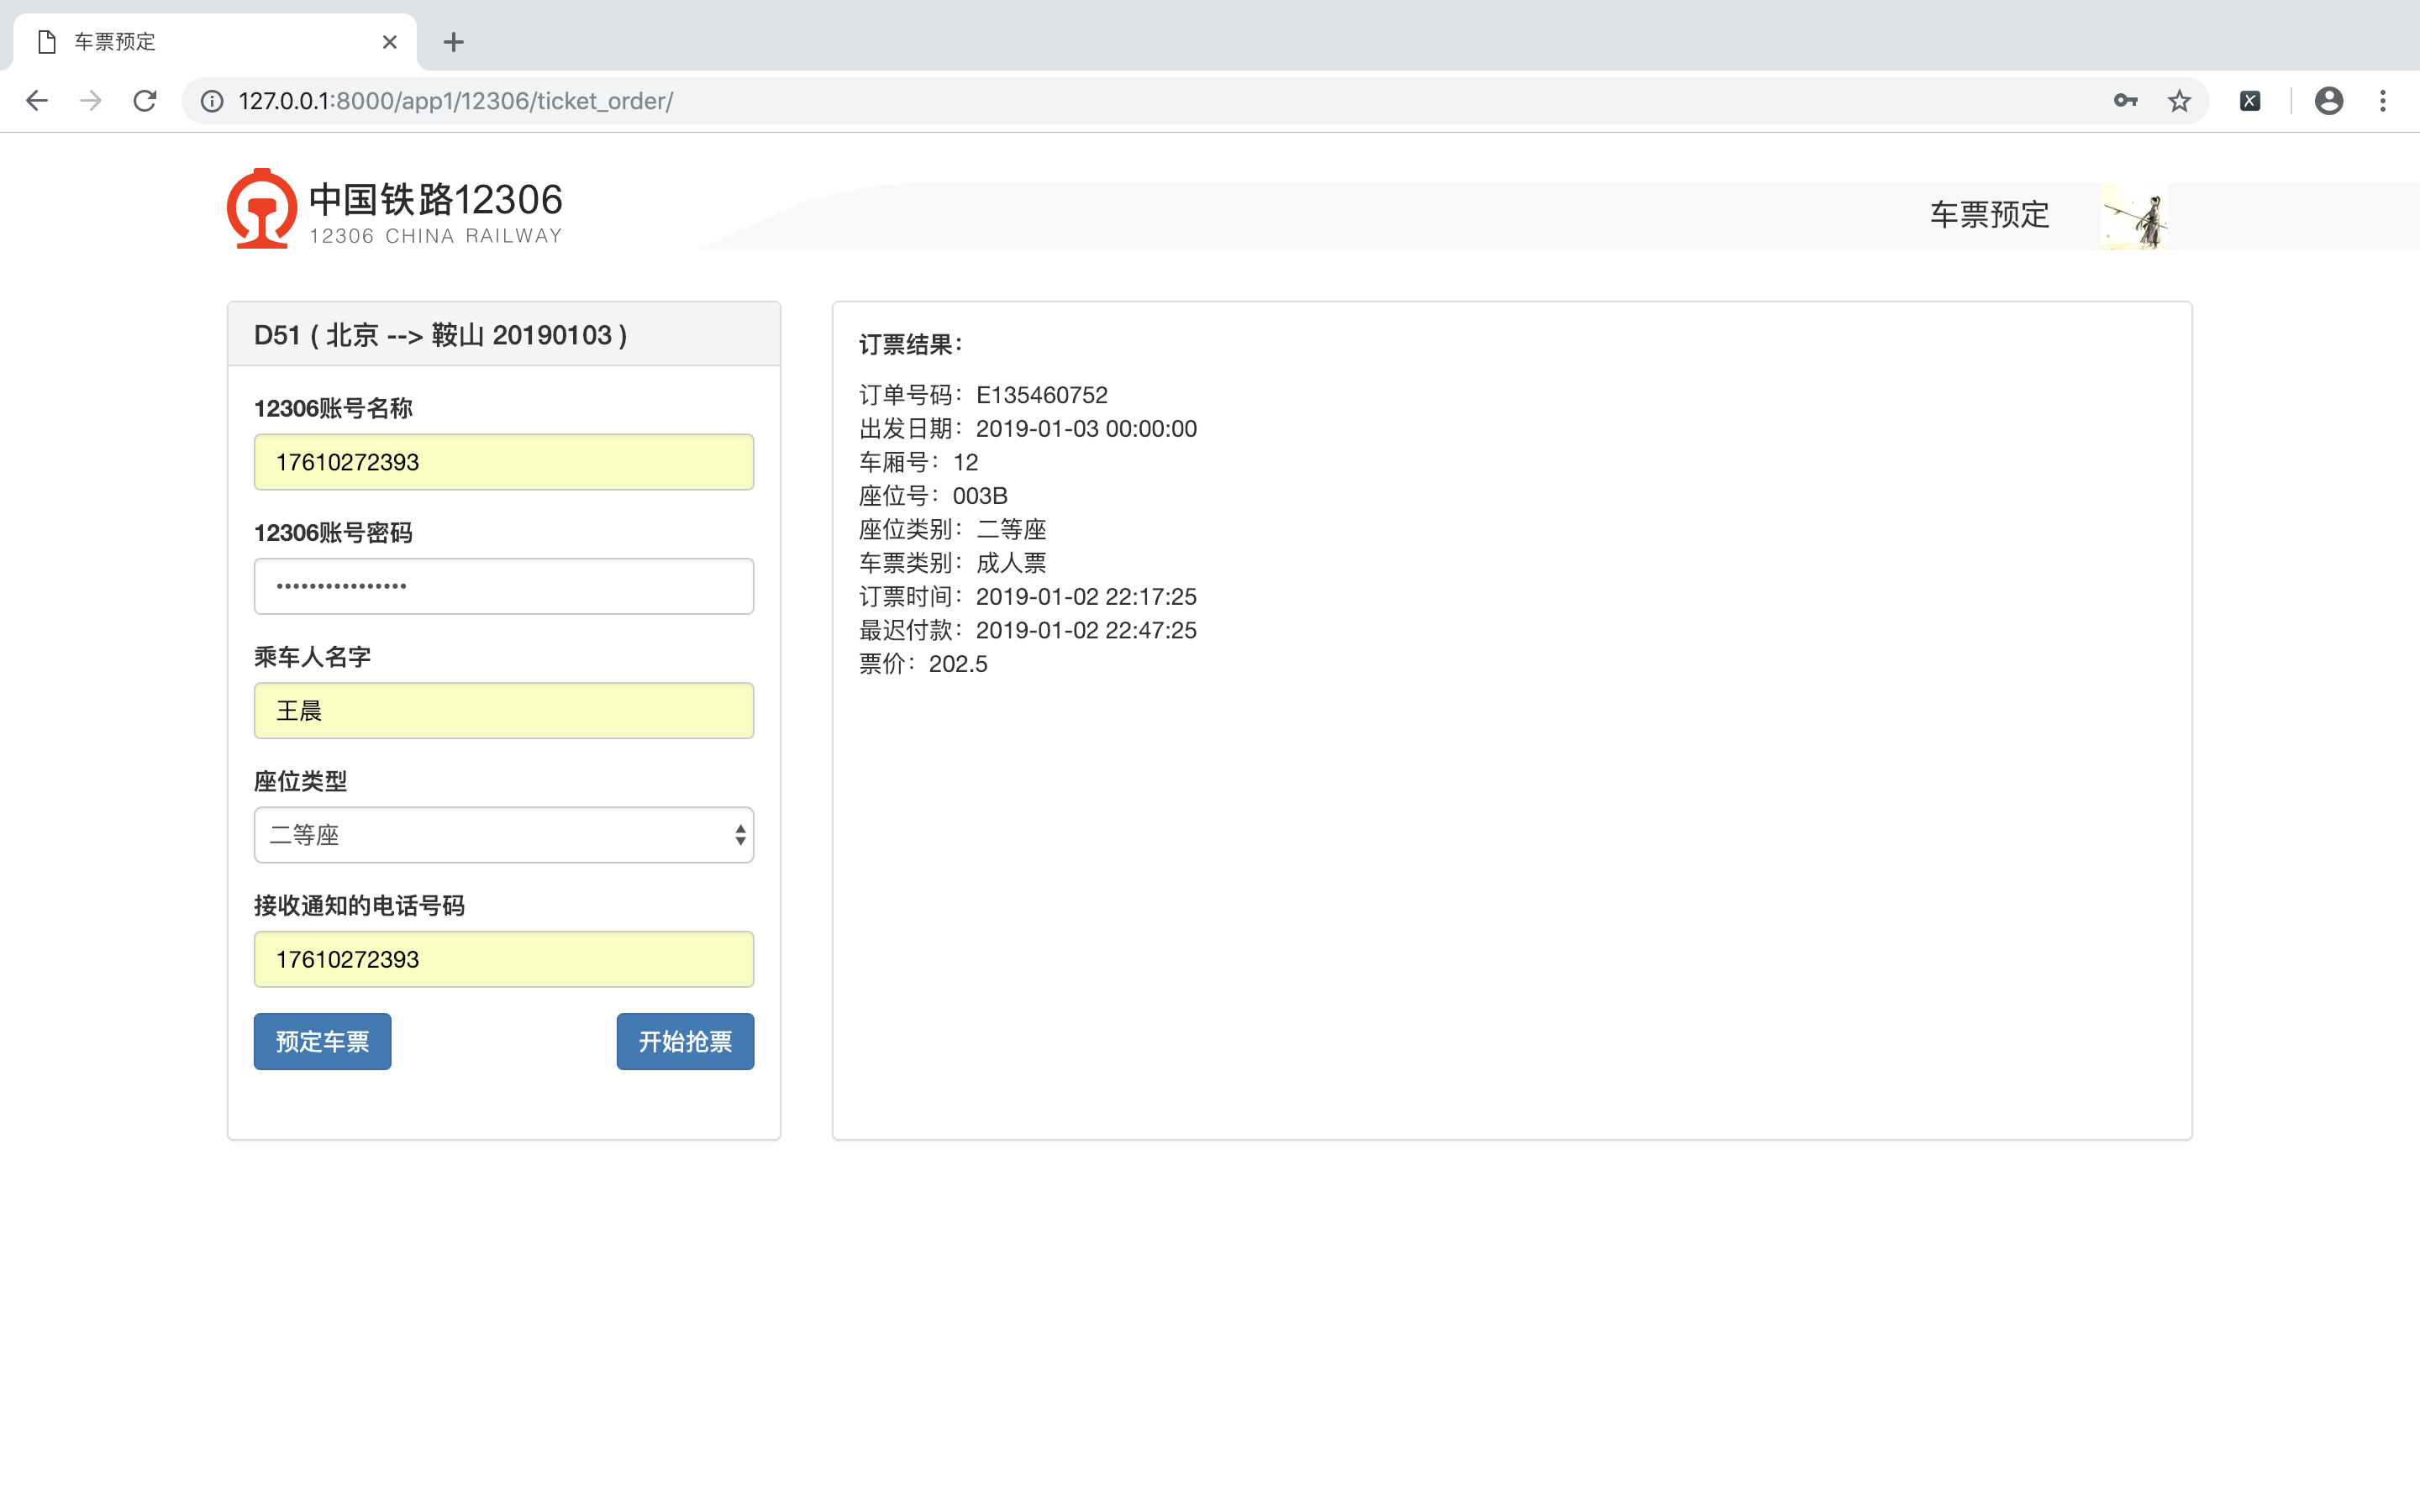 车票预定
127.0.0.1:8000/app1/12306/ticket_order/
中国铁路12306
12306 CHINA RAILWAY
车票预定
D51 ( 北京 --> 鞍山 20190103 )
12306账号名称
17610272393
12306账号密码
••••••••••••••••
乘车人名字
王晨
座位类型
二等座
接收通知的电话号码
17610272393
预定车票
开始抢票
订票结果：
订单号码：E135460752
出发日期：2019-01-03 00:00:00
车厢号：12
座位号：003B
座位类别：二等座
车票类别：成人票
订票时间：2019-01-02 22:17:25
最迟付款：2019-01-02 22:47:25
票价：202.5